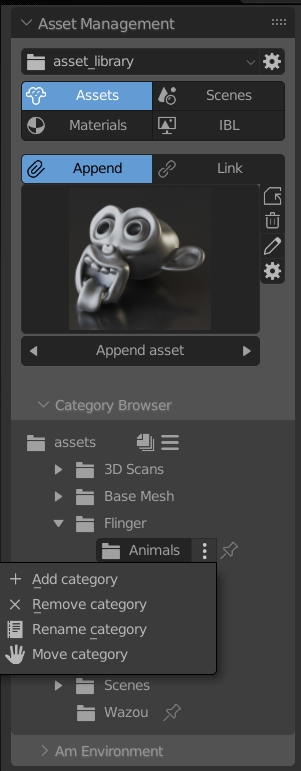 Asset Management
asset_library
Assets Scenes
Materials IBL
Append Link
Append asset
Category Browser
assets
3D Scans
Base Mesh
Flinger
Animals
Add category
Remove category
Rename category
Move category
Scenes
Wazou
Am Environment